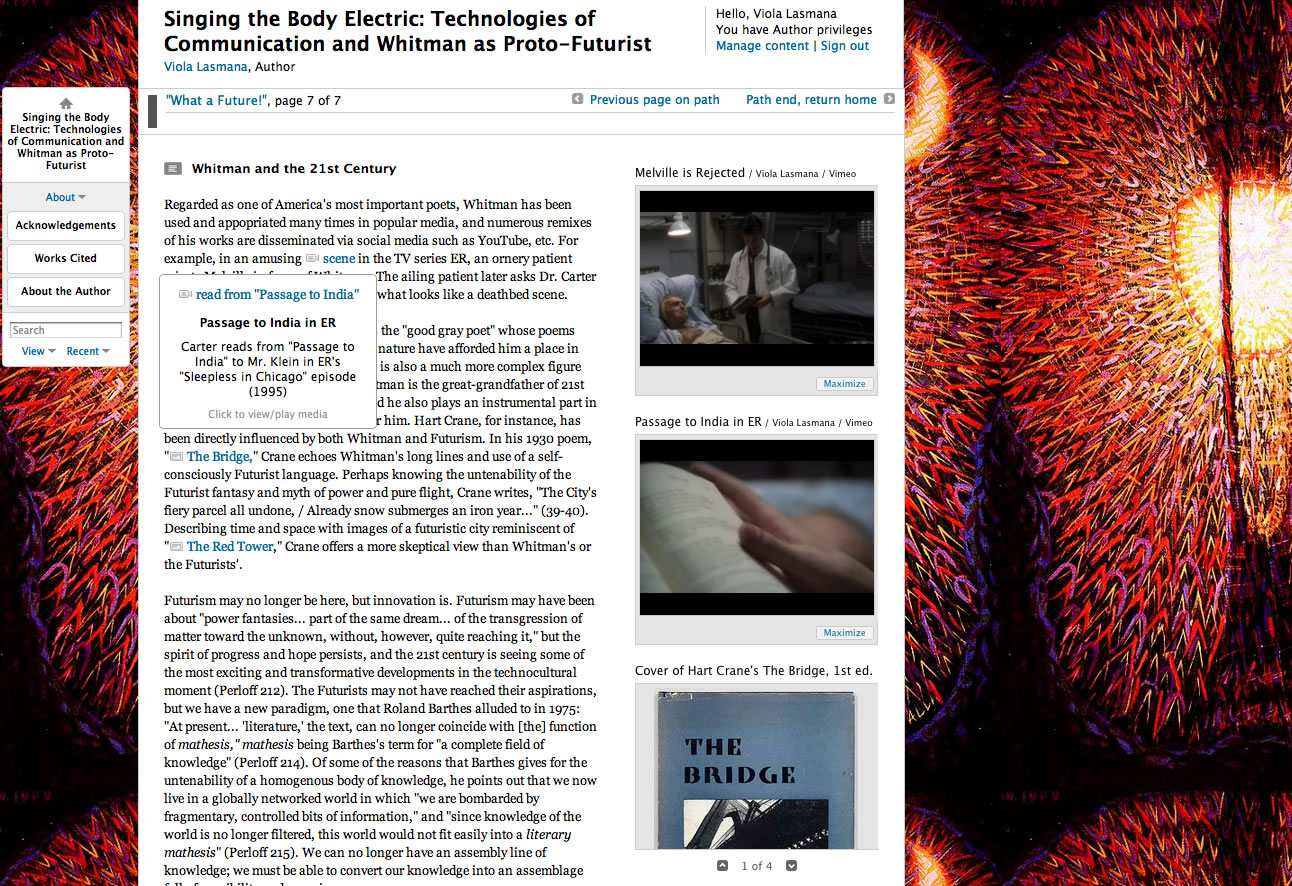 Singing the Body Electric: Technologies of
Communication and Whitman as Proto-Futurist
Viola Lasmana, Author
Hello, Viola Lasmana
You have Author privileges
Manage content | Sign out
Singing the Body
Electric: Technologies
of Communication and
Whitman as Proto-
Futurist
About
Acknowledgements
Works Cited
About the Author
Search
View Recent
"What a Future!", page 7 of 7
Previous page on path
Path end, return home
Whitman and the 21st Century
Regarded as one of America's most important poets, Whitman has been
used and appopriated many times in popular media, and numerous remixes
of his works are disseminated via social media such as YouTube, etc. For
example, in an amusing scene in the TV series ER, an ornery patient
The ailing patient later asks Dr. Carter
what looks like a deathbed scene.
read from "Passage to India"
Passage to India in ER
Carter reads from "Passage to
India" to Mr. Klein in ER's
"Sleepless in Chicago" episode
(1995)
Click to view/play media
the "good gray poet" whose poems
nature have afforded him a place in
is also a much more complex figure
tman is the great-grandfather of 21st
d he also plays an instrumental part in
r him. Hart Crane, for instance, has
been directly influenced by both Whitman and Futurism. In his 1930 poem,
" The Bridge," Crane echoes Whitman's long lines and use of a self-
consciously Futurist language. Perhaps knowing the untenability of the
Futurist fantasy and myth of power and pure flight, Crane writes, "The City's
fiery parcel all undone, / Already snow submerges an iron year..." (39-40).
Describing time and space with images of a futuristic city reminiscent of
" The Red Tower," Crane offers a more skeptical view than Whitman's or
the Futurists'.
Futurism may no longer be here, but innovation is. Futurism may have been
about "power fantasies... part of the same dream... of the transgression of
matter toward the unknown, without, however, quite reaching it," but the
spirit of progress and hope persists, and the 21st century is seeing some of
the most exciting and transformative developments in the technocultural
moment (Perloff 212). The Futurists may not have reached their aspirations,
but we have a new paradigm, one that Roland Barthes alluded to in 1975:
"At present... 'literature,' the text, can no longer coincide with [the] function
of mathesis," mathesis being Barthes's term for "a complete field of
knowledge" (Perloff 214). Of some of the reasons that Barthes gives for the
untenability of a homogenous body of knowledge, he points out that we now
live in a globally networked world in which "we are bombarded by
fragmentary, controlled bits of information," and "since knowledge of the
world is no longer filtered, this world would not fit easily into a literary
mathesis" (Perloff 215). We can no longer have an assembly line of
knowledge; we must be able to convert our knowledge into an assemblage
Melville is Rejected / Viola Lasmana / Vimeo
Maximize
Passage to India in ER / Viola Lasmana / Vimeo
Maximize
Cover of Hart Crane's The Bridge, 1st ed.
THE
BRIDGE
1 of 4